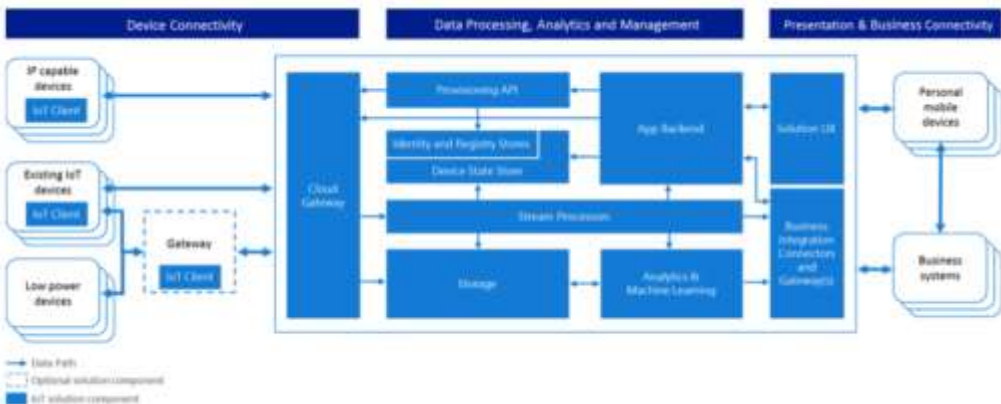 Device Connectivity
Data Processing, Analytics and Management
Presentation & Business Connectivity
IP capable
devices
IoT Client
Existing IoT
devices
IoT Client
Low power
devices
Gateway
IoT Client
Cloud
Gateway
Provisioning API
Identity and Registry Stores
Device State Store
Stream Processors
Storage
Analytics &
Machine Learning
App Backend
Solution UX
Business
Integration
Connectors
and
Gateway(s)
Personal
mobile
devices
Business
systems
Data Path
Optional solution component
IoT solution component